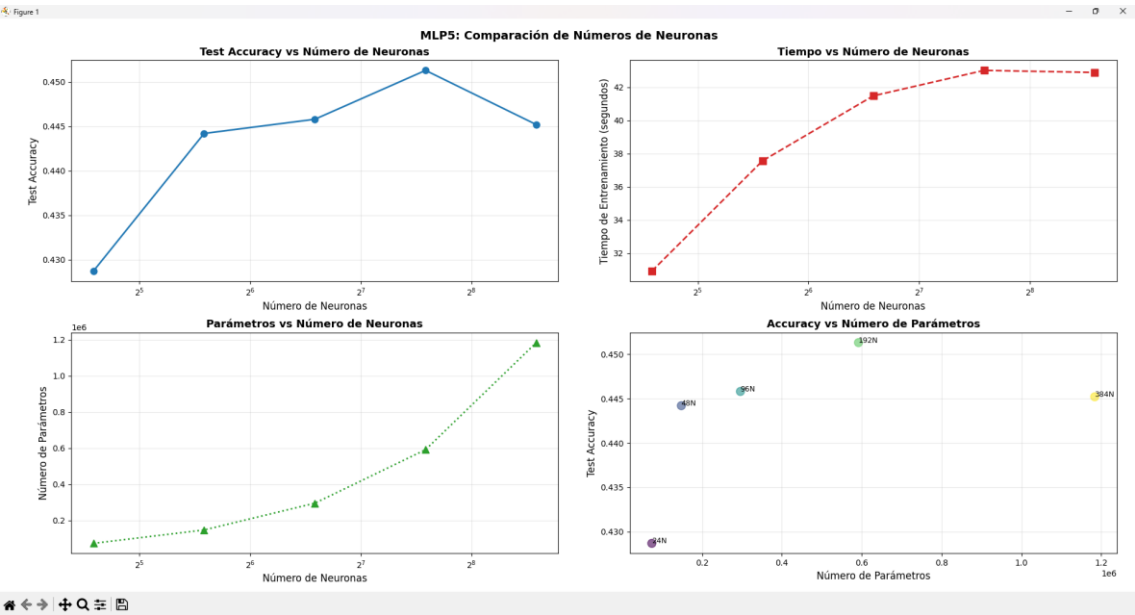 Figure 1
MLP5: Comparación de Números de Neuronas
Test Accuracy vs Número de Neuronas
Test Accuracy
0.450
0.445
0.440
0.435
0.430
2⁵
2⁶
2⁷
2⁸
Número de Neuronas
Tiempo vs Número de Neuronas
Tiempo de Entrenamiento (segundos)
42
40
38
36
34
32
2⁵
2⁶
2⁷
2⁸
Número de Neuronas
Parámetros vs Número de Neuronas
1e6
Número de Parámetros
1.2
1.0
0.8
0.6
0.4
0.2
2⁵
2⁶
2⁷
2⁸
Número de Neuronas
Accuracy vs Número de Parámetros
Test Accuracy
0.450
0.445
0.440
0.435
0.430
192N
96N
48N
384N
24N
0.2
0.4
0.6
0.8
1.0
1.2
1e6
Número de Parámetros